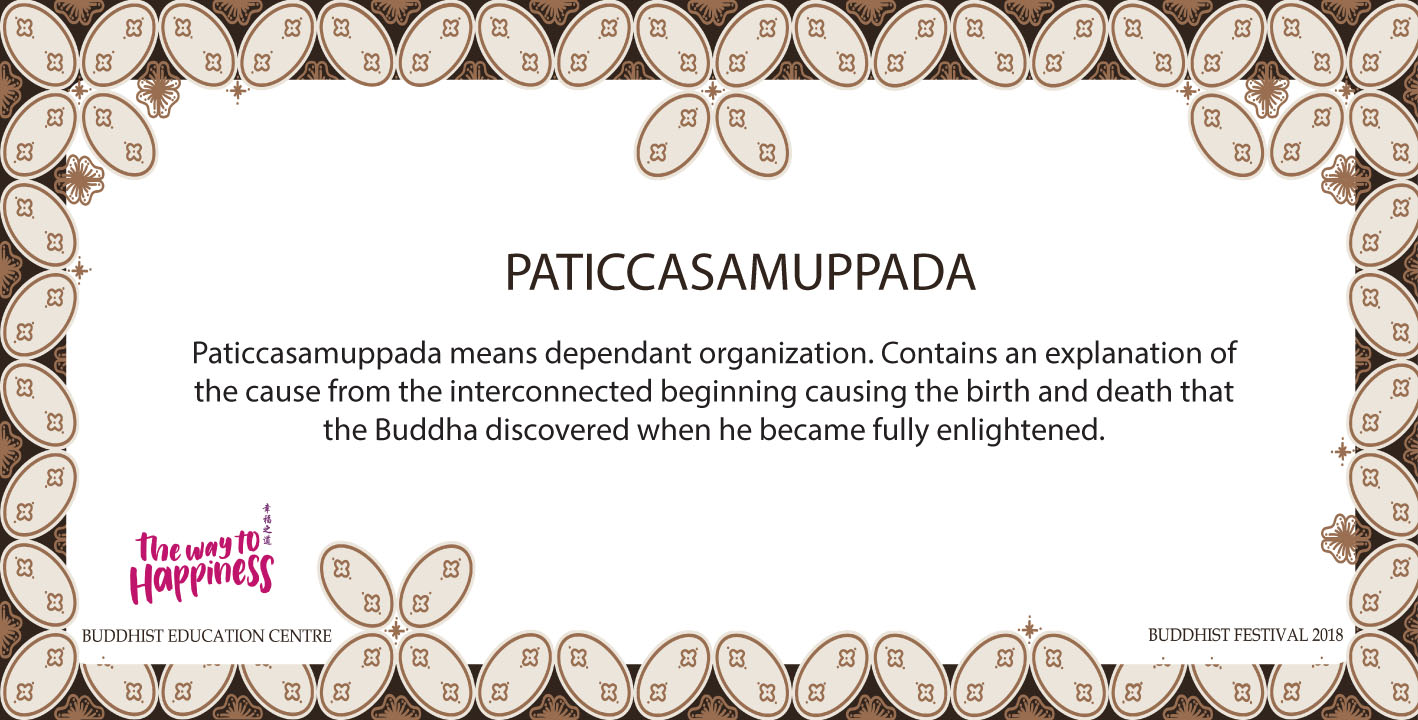 PATICCASAMUPPADA
Paticcasamuppada means dependant organization. Contains an explanation of
the cause from the interconnected beginning causing the birth and death that
the Buddha discovered when he became fully enlightened.
幸福之道
the way to
Happiness
BUDDHIST EDUCATION CENTRE
BUDDHIST FESTIVAL 2018